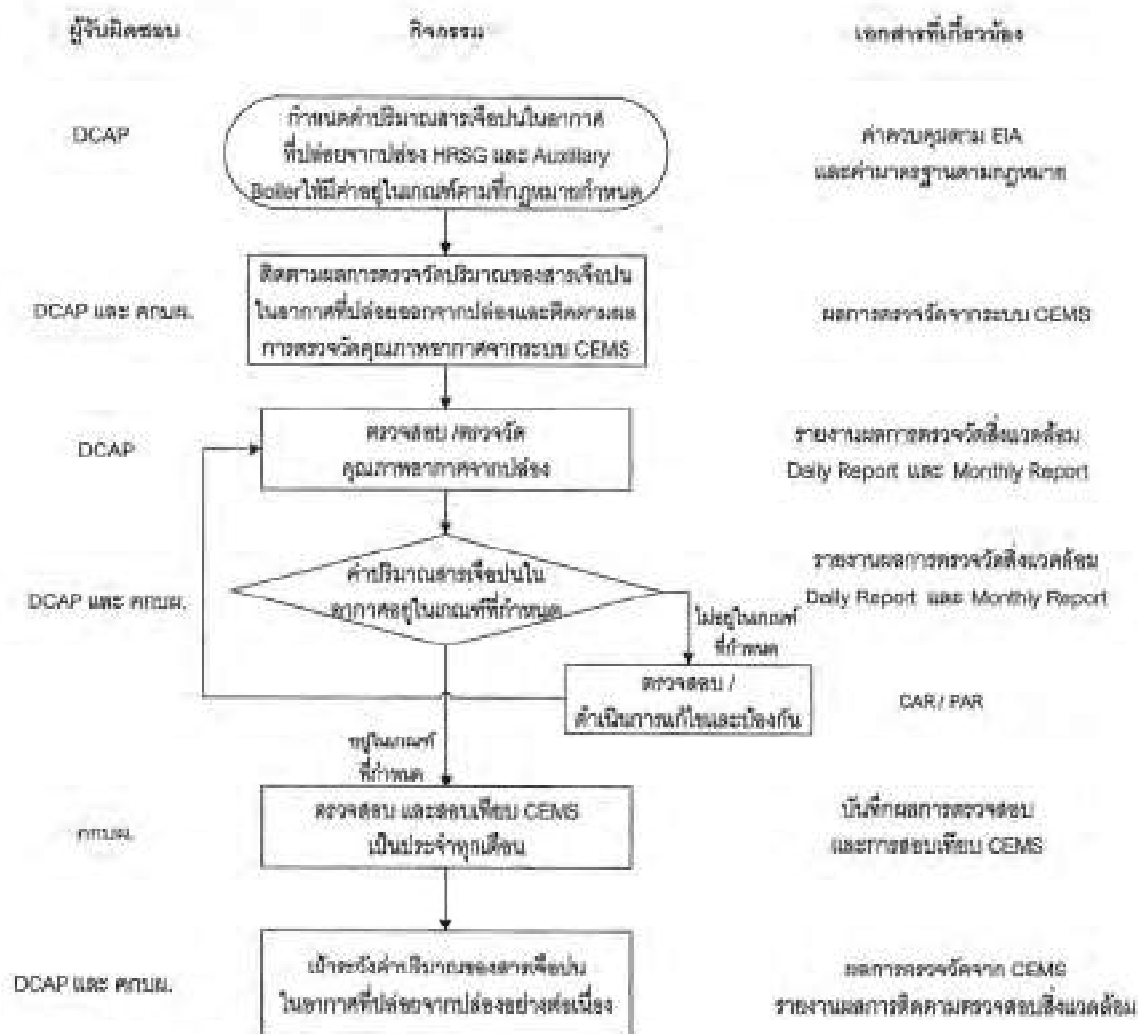 ผู้รับผิดชอบ กิจกรรม เอกสารที่เกี่ยวข้อง
DCAP
กำหนดค่าปริมาณสารเจือปนในอากาศ
ที่ปล่อยจากปล่อง HRSG และ Auxiliary
Boiler ให้มีค่าอยู่ในเกณฑ์ตามที่กฎหมายกำหนด
ค่าควบคุมตาม EIA
และค่ามาตรฐานตามกฎหมาย
DCAP และ
ติดตามผลการตรวจวัดปริมาณของสารเจือปน
ในอากาศที่ปล่อยออกจากปล่องและติดตามผล
การตรวจวัดคุณภาพอากาศจากระบบ CEMS
ผลการตรวจวัดจากระบบ CEMS
DCAP
ตรวจสอบ /ตรวจวัด
คุณภาพอากาศจากปล่อง
รายงานผลการตรวจวัดสิ่งแวดล้อม
Daily Report และ Monthly Report
DCAP และ
ค่าปริมาณสารเจือปนใน
อากาศอยู่ในเกณฑ์ที่กำหนด
รายงานผลการตรวจวัดสิ่งแวดล้อม
Daily Report และ Monthly Report
ไม่อยู่ในเกณฑ์
ที่กำหนด
ตรวจสอบ /
ดำเนินการแก้ไขและป้องกัน
CAR / PAR
อยู่ในเกณฑ์
ที่กำหนด
ตรวจสอบ และสอบเทียบ CEMS
เป็นประจำทุกเดือน
บันทึกผลการตรวจสอบ
และการสอบเทียบ CEMS
DCAP และ
เฝ้าระวังค่าปริมาณของสารเจือปน
ในอากาศที่ปล่อยจากปล่องอย่างต่อเนื่อง
ผลการตรวจวัดจาก CEMS
รายงานผลการติดตามตรวจสอบสิ่งแวดล้อม